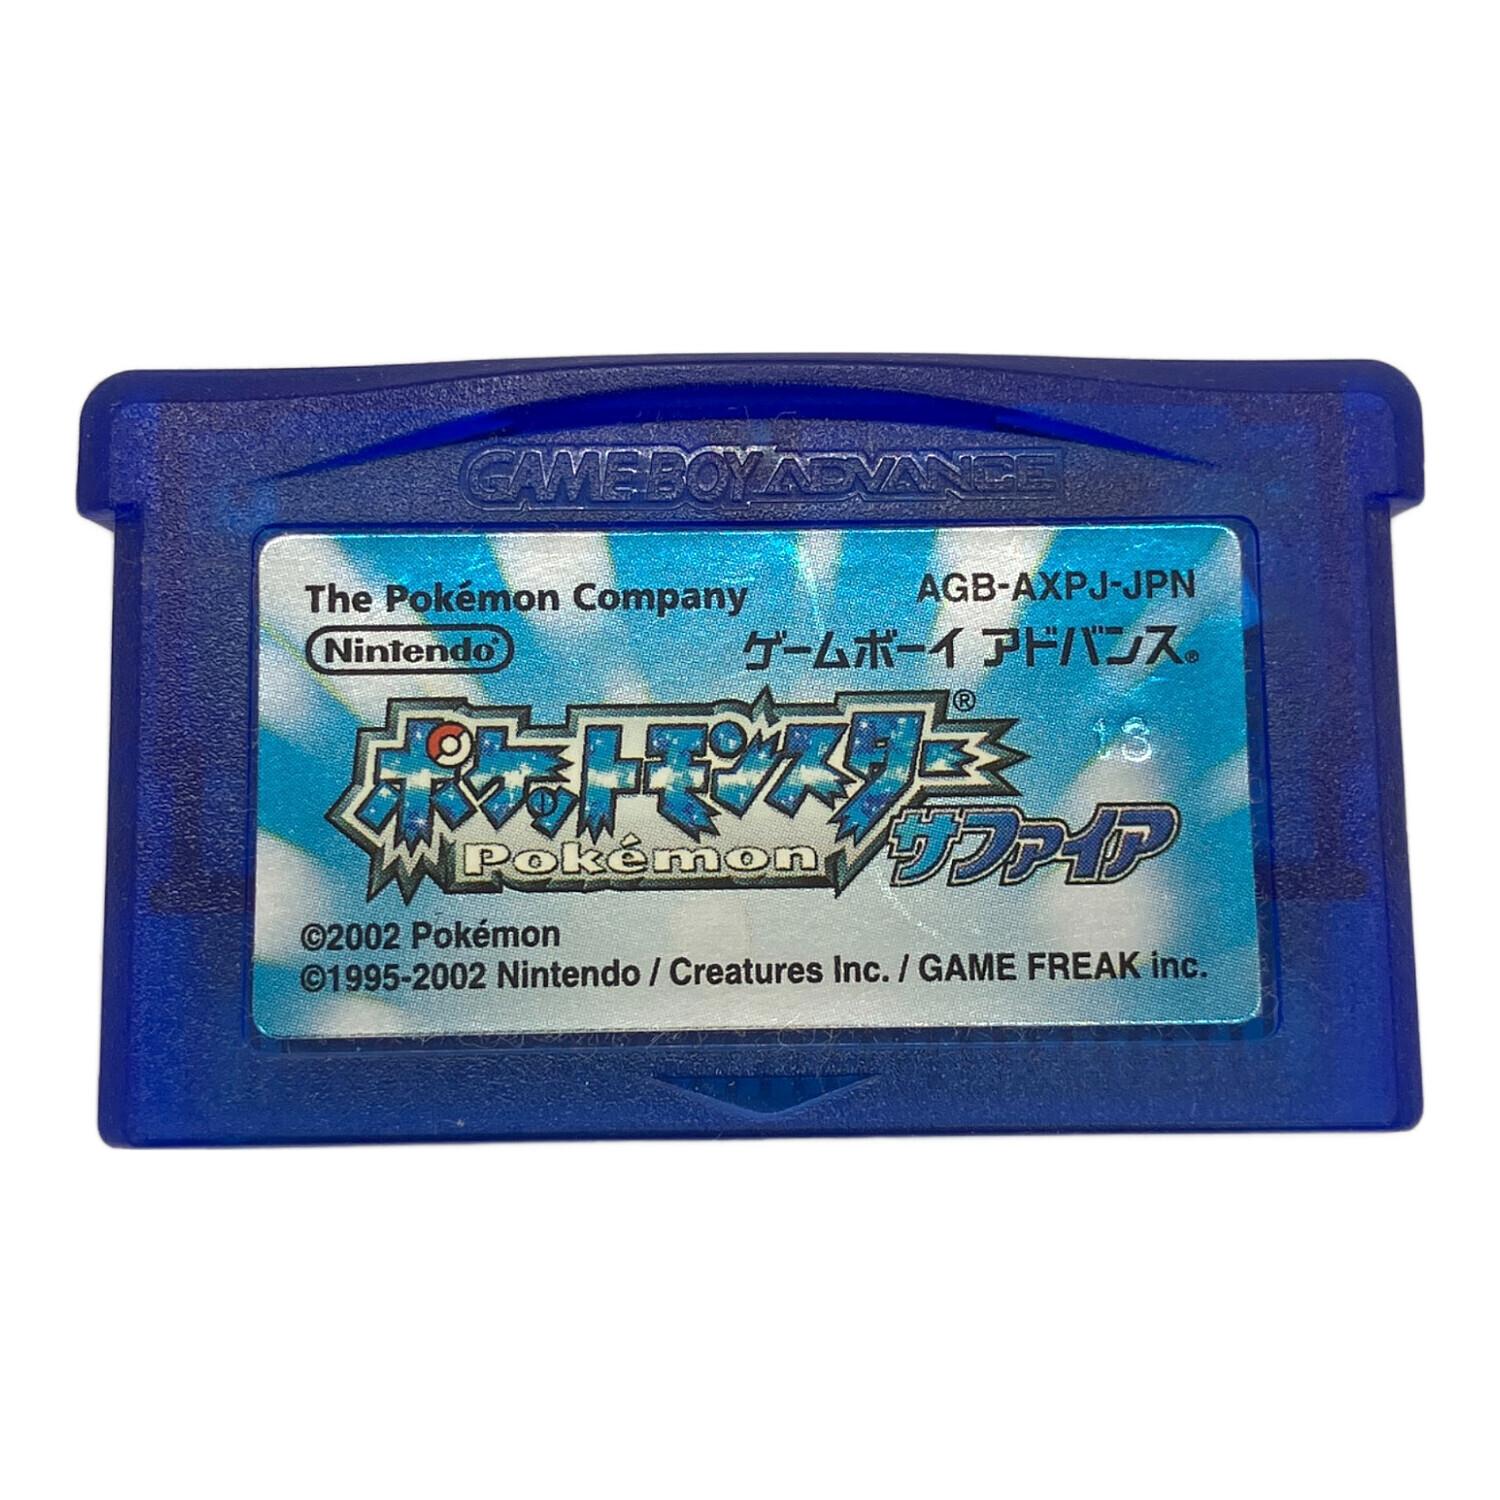 GAME BOY ADVANCE
The Pokémon Company
AGB-AXPJ-JPN
Nintendo®
ゲームボーイ アドバンス®
ポケットモンスター®
13
Pokémon
サファイア
©2002 Pokémon
©1995-2002 Nintendo / Creatures Inc. / GAME FREAK inc.